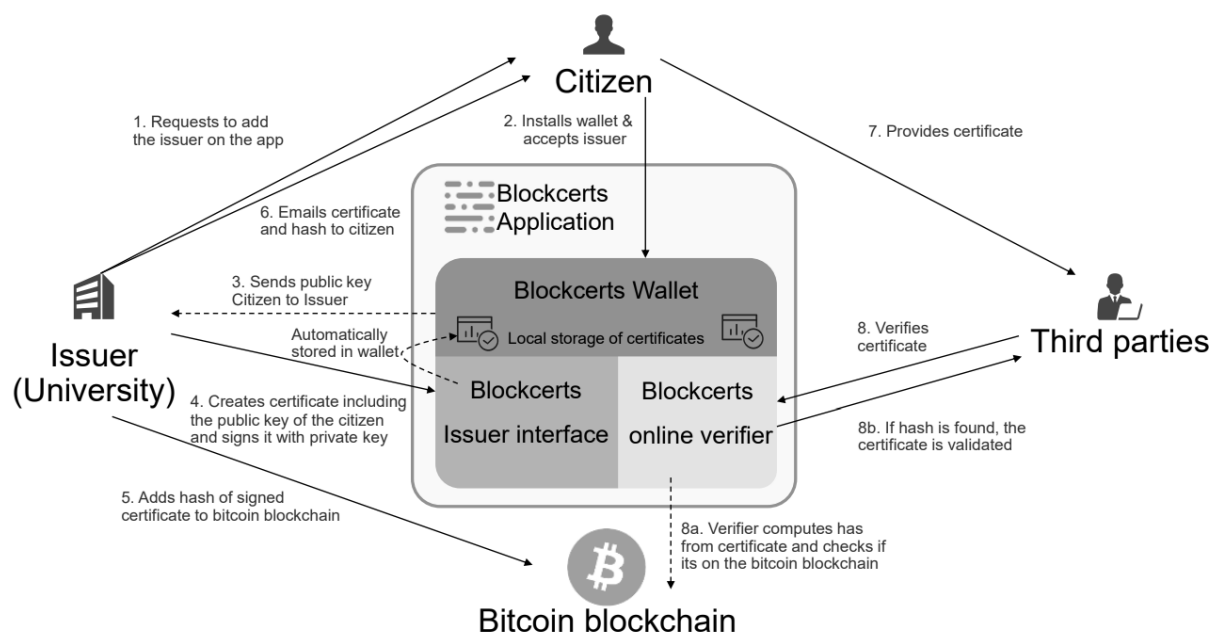 Citizen
1. Requests to add
the issuer on the app
2. Installs wallet &
accepts issuer
7. Provides certificate
Blockcerts
Application
6. Emails certificate
and hash to citizen
3. Sends public key
Citizen to Issuer
Blockcerts Wallet
Automatically
stored in wallet
Local storage of certificates
8. Verifies
certificate
Third parties
Issuer
(University)
4. Creates certificate including
the public key of the citizen
and signs it with private key
Blockcerts
Issuer interface
Blockcerts
online verifier
8b. If hash is found, the
certificate is validated
5. Adds hash of signed
certificate to bitcoin blockchain
8a. Verifier computes has
from certificate and checks if
its on the bitcoin blockchain
Bitcoin blockchain